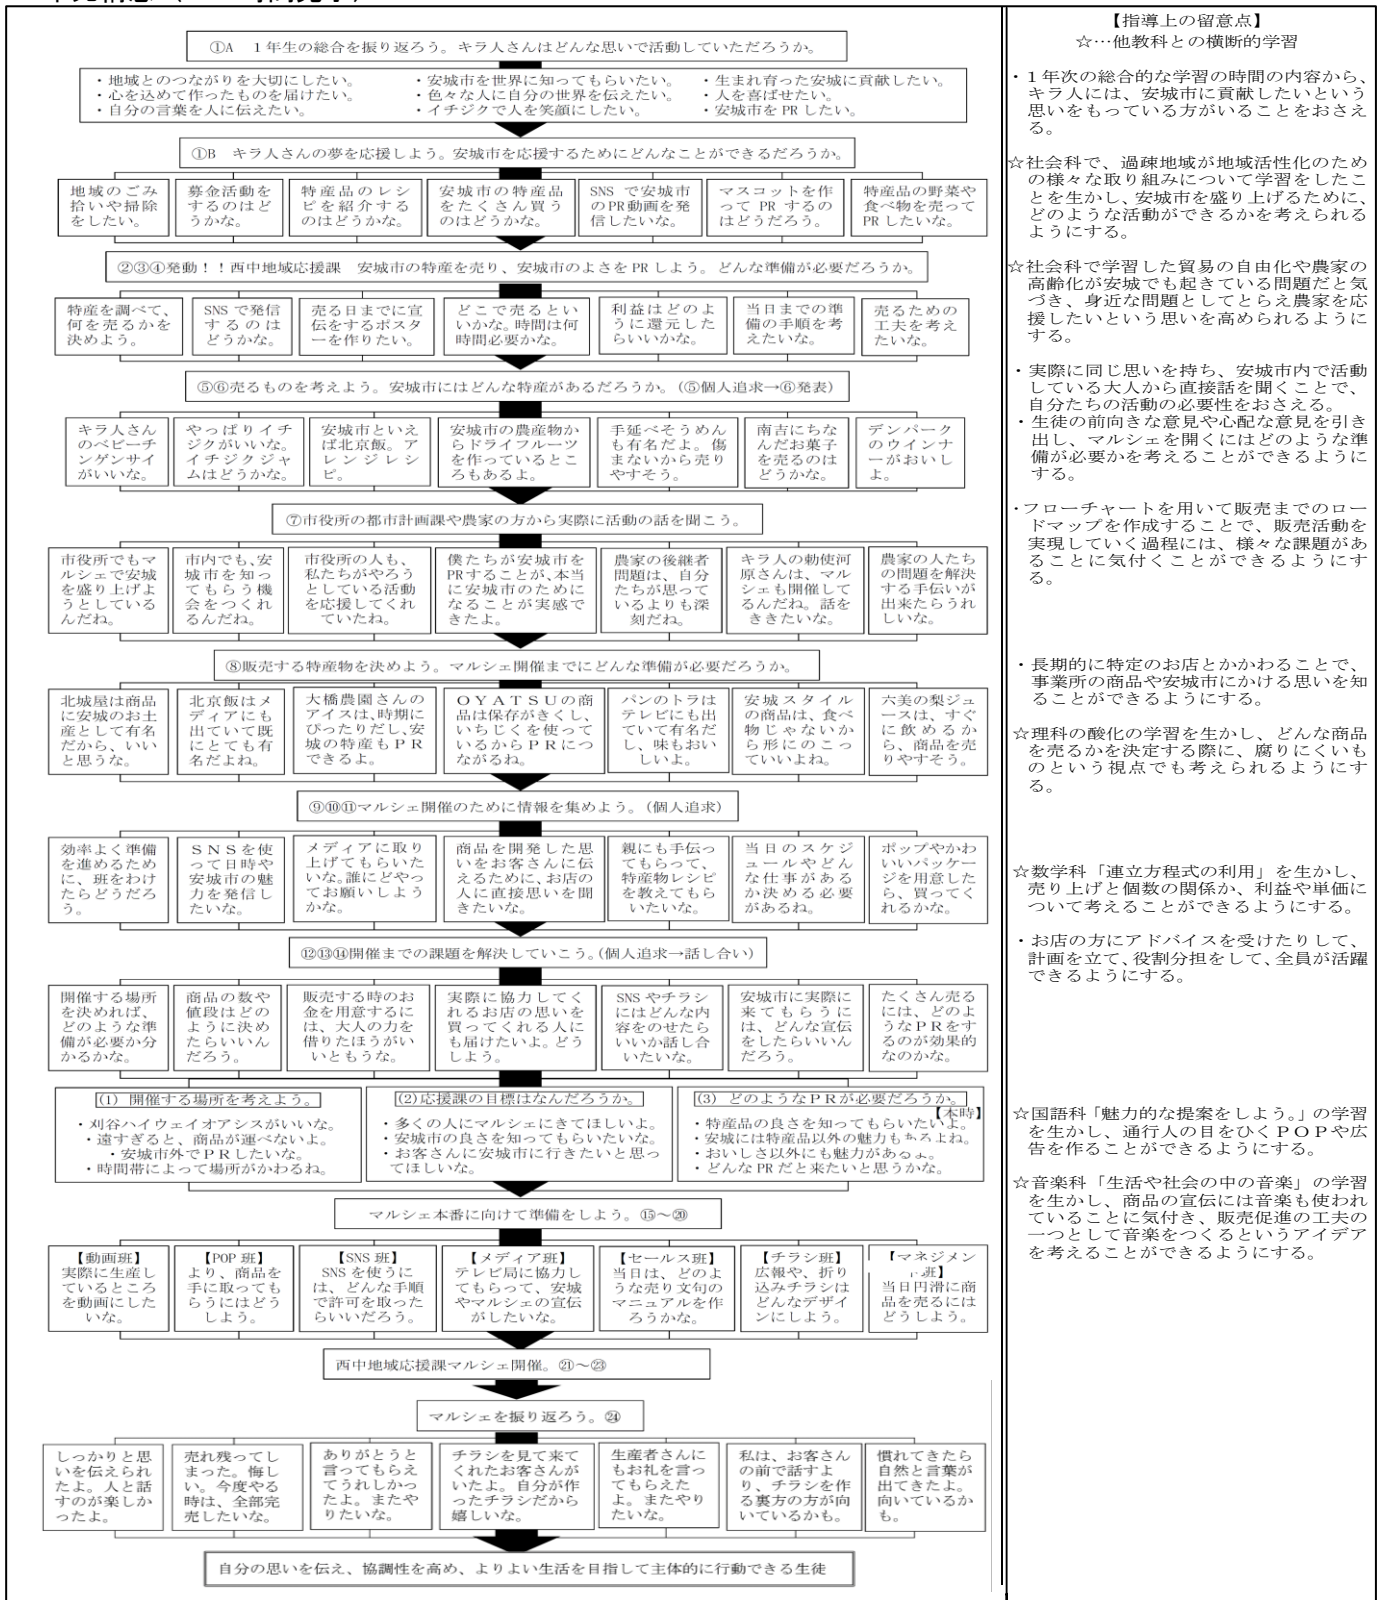 ①A　1年生の総合を振り返ろう。キラ人さんはどんな思いで活動していただろうか。
・地域とのつながりを大切にしたい。
・心を込めて作ったものを届けたい。
・自分の言葉を人に伝えたい。
・安城市を世界に知ってもらいたい。
・色々な人に自分の世界を伝えたい。
・イチジクで人を笑顔にしたい。
・生まれ育った安城に貢献したい。
・人を喜ばせたい。
・安城市をPRしたい。
①B　キラ人さんの夢を応援しよう。安城市を応援するためにどんなことができるだろうか。
地域のごみ
拾いや掃除
をしたい。
募金活動を
するのはど
うかな。
特産品のレシ
ピを紹介する
のはどうかな。
安城市の特産品
をたくさん買う
のはどうかな。
SNSで安城市
のPR動画を発
信したいな。
マスコットを作
ってPRするの
はどうだろう。
特産品の野菜や
食べ物を売って
PRしたいな。
②③④発動！！西中地域応援課　安城市の特産を売り、安城市のよさをPRしよう。どんな準備が必要だろうか。
特産を調べて、
何を売るかを
決めよう。
SNSで発信
するのは
どうかな。
売る日までに宣
伝をするポスタ
ーを作りたい。
どこで売るとい
いかな。時間は何
時間必要かな。
利益はどのよ
うに還元した
らいいかな。
当日までの準
備の手順を考
えたいな。
売るための
工夫を考え
たいな。
⑤⑥売るものを考えよう。安城市にはどんな特産があるだろうか。（⑤個人追求→⑥発表）
キラ人さん
のベビーチ
ンゲンサイ
がいいな。
やっぱりイチ
ジクがいいな。
イチジクジャ
ムはどうかな。
安城市といえ
ば北京飯。ア
レンジレシ
ピ。
安城市の農産物か
らドライフルーツ
を作っているとこ
ろもあるよ。
手延べそうめん
も有名だよ。傷
まないから売り
やすそう。
南吉にちな
んだお菓子
を売るのは
どうかな。
デンパーク
のウインナ
ーがおいし
よ。
⑦市役所の都市計画課や農家の方から実際に活動の話を聞こう。
市役所でもマ
ルシェで安城
を盛り上げよ
うとしている
んだね。
市内でも、安
城市を知っ
てもらう機
会をつくれ
るんだね。
市役所の人も、
私たちがやろう
としている活動
を応援してくれ
ていたね。
僕たちが安城市を
PRすることが、本当
に安城市のために
なることが実感で
きたよ。
農家の後継者
問題は、自分
たちが思って
いるよりも深
刻だね。
キラ人の勅使河
原さんは、マル
シェも開催して
るんだね。話を
ききたいな。
農家の人たち
の問題を解決
する手伝いが
出来たらうれ
しいな。
⑧販売する特産物を決めよう。マルシェ開催までにどんな準備が必要だろうか。
北城屋は商品
に安城のお土
産として有名
だから、いい
と思うな。
北京飯はメ
ディアにも
出ていて既
にとても有
名だよね。
大橋農園さんの
アイスは、時期に
ぴったりだし、安
城の特産もPR
できるよ。
OYATSUの商
品は保存がきくし、
いちじくを使って
いるからPRにつ
ながるね。
パンのトラは
テレビにも出
ていて有名だ
し、味もおい
しいよ。
安城スタイル
の商品は、食べ
物じゃないか
ら形にのこっ
ていいよね。
六美の梨ジュ
ースは、すぐ
に飲めるか
ら、商品を売
りやすそう。
⑨⑩⑪マルシェ開催のために情報を集めよう。（個人追求）
効率よく準備
を進めるため
に、班をわけ
たらどうだろ
う。
SNSを使
って日時や
安城市の魅
力を発信し
たいな。
メディアに取り
上げてもらいた
いな。誰にどうや
ってお願いしよう
かな。
商品を開発した思
いをお客さんに伝
えるために、お店の
人に直接思いを聞
きたいな。
親にも手伝っ
てもらって、
特産物レシピ
を教えてもら
いたいな。
当日のスケジ
ュールやどん
な仕事がある
か決める必要
があるね。
ポップやかわ
いいパッケー
ジを用意した
ら、買ってく
れるかな。
⑫⑬⑭開催までの課題を解決していこう。（個人追求→話し合い）
開催する場所
を決めれば、
どのような準
備が必要か分
かるかな。
商品の数や
値段はどの
ように決め
たらいいん
だろう。
販売する時のお
金を用意するに
は、大人の力を
借りたほうがい
いともうな。
実際に協力してく
れるお店の思いを
買ってくれる人に
も届けたいよ。どう
しよう。
SNSやチラシ
にはどんな内
容をのせたら
いいか話し合
いたいな。
安城市に実際に
来てもらうに
は、どんな宣伝
をしたらいいん
だろう。
たくさん売る
には、どのよ
うなPRをす
るのが効果的
なのかな。
(1) 開催する場所を考えよう。
・刈谷ハイウェイオアシスがいいな。
・遠すぎると、商品が運べないよ。
・安城市外でPRしたいな。
・時間帯によって場所がかわるね。
(2)応援課の目標はなんだろうか。
・多くの人にマルシェにきてほしいよ。
・安城市の良さを知ってもらいたいな。
・お客さんに安城市に行きたいと思っ
てほしいな。
(3) どのようなPRが必要だろうか。
【本時】
・特産品の良さを知ってもらいたいな。
・安城には特産品以外の魅力もあるよね。
・おいしさ以外にも魅力があるよ。
・どんなPRだと来たいと思うかな。
マルシェ本番に向けて準備をしよう。⑮～⑳
【動画班】
実際に生産し
ているところ
を動画にした
いな。
【POP班】
より、商品を
手に取っても
らうにはどう
しよう。
【SNS班】
SNSを使うに
は、どんな手順
で許可を取った
らいいだろう。
【メディア班】
テレビ局に協力し
てもらって、安城
やマルシェの宣伝
がしたいな。
【セールス班】
当日は、どのよ
うな売り文句の
マニュアルを作
ろうかな。
【チラシ班】
広報や、折り
込みチラシは
どんなデザイ
ンにしよう。
【マネジメン
ト班】
当日円滑に商
品を売るには
どうしよう。
西中地域応援課マルシェ開催。㉑～㉓
マルシェを振り返ろう。㉔
しっかりと思
いを伝えられ
たよ。人と話
すのが楽しか
ったよ。
売れ残ってし
まった。悔し
い。今度やる
時は、全部完
売したいな。
ありがとうと
言ってもらえ
てうれしかっ
たよ。またや
りたいな。
チラシを見て来て
くれたお客さんが
いたよ。自分が作
ったチラシだから
嬉しいな。
生産者さんに
もお礼を言っ
てもらえた
よ。またやり
たいな。
私は、お客さん
の前で話すよ
り、チラシを作
る裏方の方が向
いているかも。
慣れてきたら
自然と言葉が
出てきたよ。
向いているか
も。
自分の思いを伝え、協調性を高め、よりよい生活を目指して主体的に行動できる生徒
【指導上の留意点】
☆…他教科との横断的学習
・1年次の総合的な学習の時間の内容から、
キラ人には、安城市に貢献したいという
思いをもっている方がいることをおさえ
る。
☆社会科で、過疎地域が地域活性化のため
の様々な取り組みについて学習をしたこ
とを生かし、安城市を盛り上げるために、
どのような活動ができるかを考えられる
ようにする。
☆社会科で学習した貿易の自由化や農家の
高齢化が安城でも起きている問題だと気
づき、身近な問題としてとらえ農家を応
援したいという思いを高められるように
する。
・実際に同じ思いを持ち、安城市内で活動
している大人から直接話を聞くことで、
自分たちの活動の必要性をおさえる。
・生徒の前向きな意見や心配な意見を引き
出し、マルシェを開くにはどのような準
備が必要かを考えることができるように
する。
・フローチャートを用いて販売までのロー
ドマップを作成することで、販売活動を
実現していく過程には、様々な課題があ
ることに気付くことができるようにす
る。
・長期的に特定のお店とかかわることで、
事業所の商品や安城市にかける思いを知
ることができるようにする。
☆理科の酸化の学習を生かし、どんな商品
を売るかを決定する際に、腐りにくいも
のという視点でも考えられるようにす
る。
☆数学科「連立方程式の利用」を生かし、
売り上げと個数の関係か、利益や単価に
ついて考えることができるようにする。
・お店の方にアドバイスを受けたりして、
計画を立て、役割分担をして、全員が活躍
できるようにする。
☆国語科「魅力的な提案をしよう。」の学習
を生かし、通行人の目をひくPOPや広
告を作ることができるようにする。
☆音楽科「生活や社会の中の音楽」の学習
を生かし、商品の宣伝には音楽も使われ
ていることに気付き、販売促進の工夫の
一つとして音楽をつくるというアイデア
を考えることができるようにする。